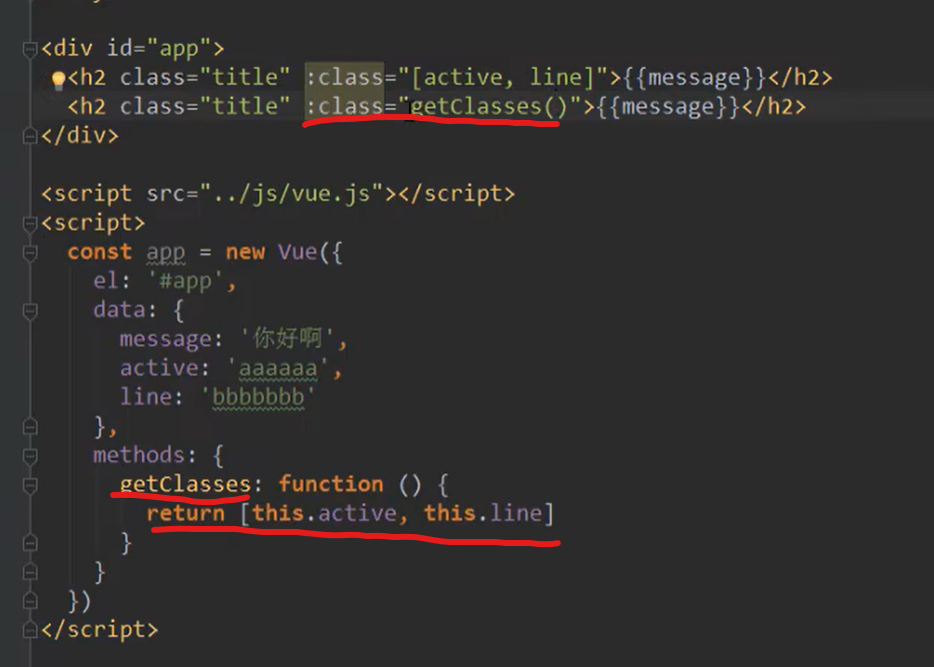 <div id="app">
<h2 class="title" :class="[active, line]">{{message}}</h2>
<h2 class="title" :class="getClasses()">{{message}}</h2>
</div>
<script src="../js/vue.js"></script>
<script>
const app = new Vue({
el: '#app',
data: {
message: '你好啊',
active: 'aaaaaa',
line: 'bbbbbbb'
},
methods: {
getClasses: function () {
return [this.active, this.line]
}
}
})
</script>